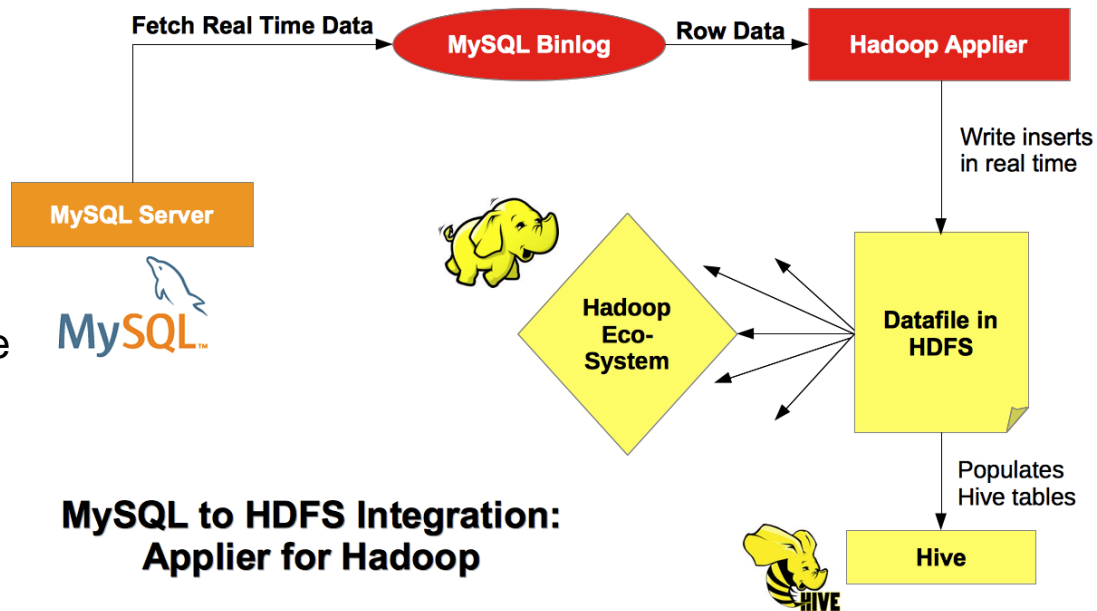 Fetch Real Time Data
MySQL Binlog
Row Data
Hadoop Applier
Write inserts
in real time
MySQL Server
MySQL™
e
Hadoop
Eco-
System
Datafile in
HDFS
Populates
Hive tables
MySQL to HDFS Integration:
Applier for Hadoop
HIVE
Hive